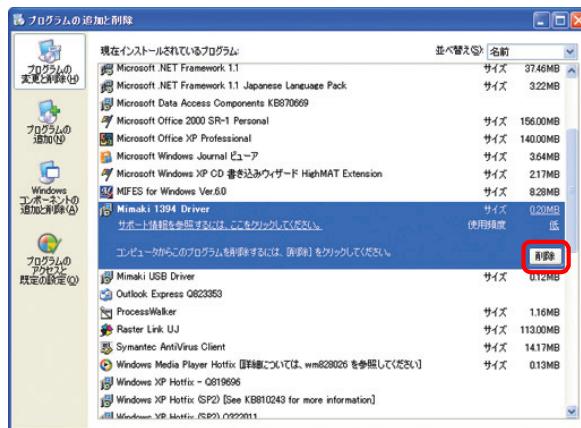 プログラムの追加と削除
プログラムの
変更と削除(H)
プログラムの
追加(N)
Windows
コンポーネントの
追加と削除(A)
プログラムの
アクセスと
既定の設定(O)
現在インストールされているプログラム:
並べ替え(S): 名前
Microsoft .NET Framework 1.1 サイズ 37.46MB
Microsoft .NET Framework 1.1 Japanese Language Pack サイズ 3.22MB
Microsoft Data Access Components KB870669
Microsoft Office 2000 SR-1 Personal サイズ 156.00MB
Microsoft Office XP Professional サイズ 140.00MB
Microsoft Windows Journal ビューア サイズ 3.64MB
Microsoft Windows XP CD 書き込みウィザード HighMAT Extension サイズ 2.17MB
MIFES for Windows Ver.6.0 サイズ 8.28MB
Mimaki 1394 Driver サイズ 0.20MB
サポート情報を参照するには、ここをクリックしてください。 使用頻度 低
コンピュータからこのプログラムを削除するには、[削除] をクリックしてください。 削除
Mimaki USB Driver サイズ 0.12MB
Outlook Express Q823353
ProcessWalker サイズ 1.16MB
Raster Link UJ サイズ 113.00MB
Symantec AntiVirus Client サイズ 14.17MB
Windows Media Player Hotfix [詳細については、wm828026 を参照してください] サイズ 0.13MB
Windows XP Hotfix - Q819696
Windows XP Hotfix (SP2) [See KB810243 for more information]
Windows XP Hotfix (SP2) Q322011